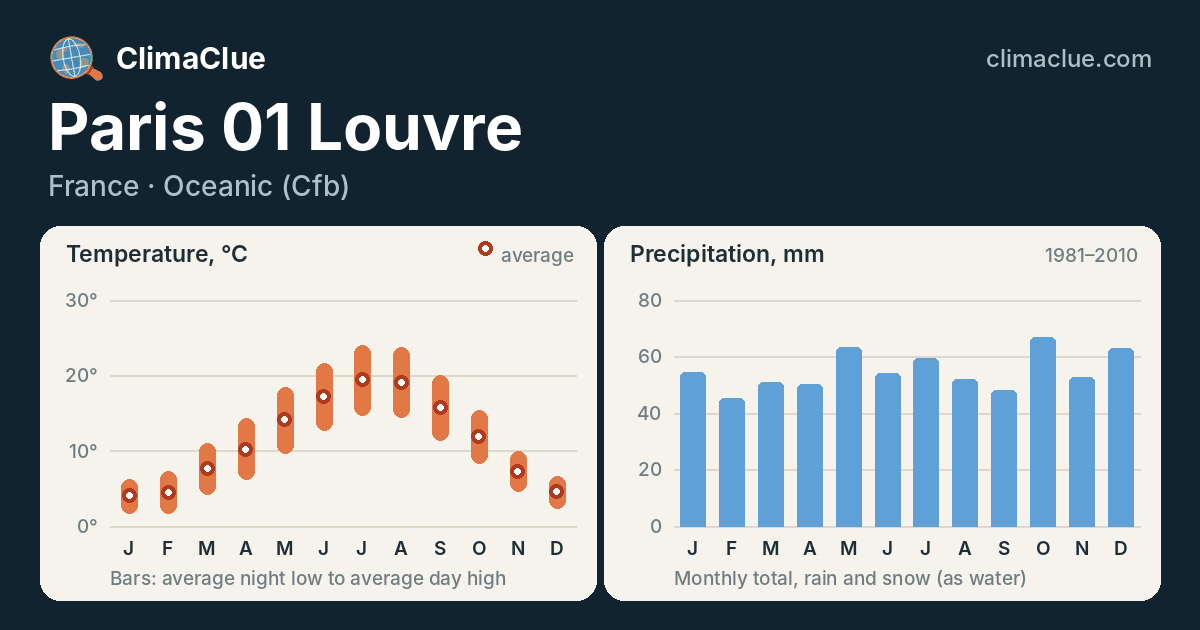 ClimaClue
climaclue.com
Paris 01 Louvre
France · Oceanic (Cfb)
Temperature, °C
average
30°
20°
10°
0°
J F M A M J J A S O N D
Bars: average night low to average day high
Precipitation, mm
1981–2010
80
60
40
20
0
J F M A M J J A S O N D
Monthly total, rain and snow (as water)